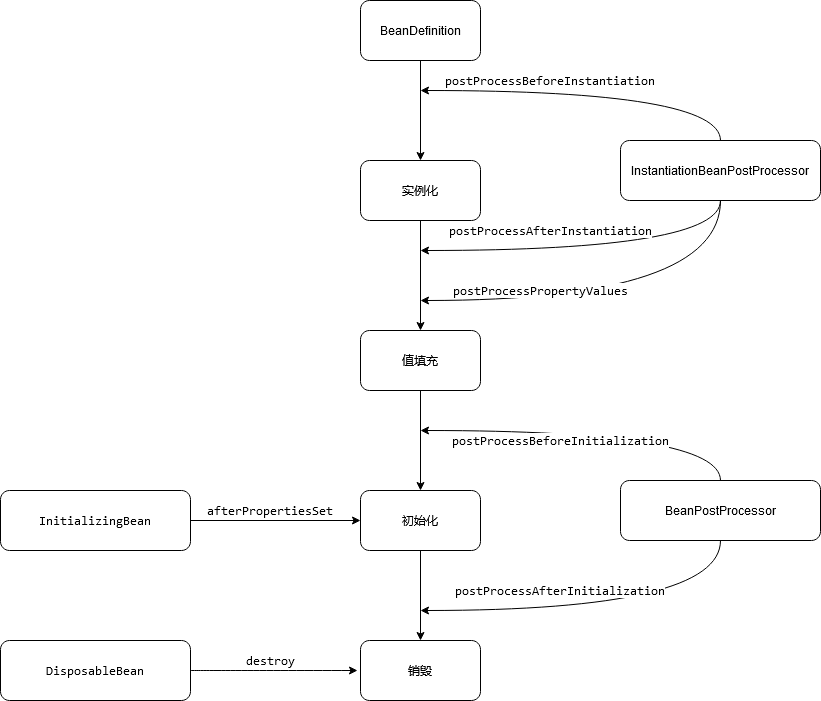 BeanDefinition
postProcessBeforeInstantiation
实例化
InstantiationBeanPostProcessor
postProcessAfterInstantiation
postProcessPropertyValues
值填充
postProcessBeforeInitialization
InitializingBean
afterPropertiesSet
初始化
BeanPostProcessor
postProcessAfterInitialization
DisposableBean
destroy
销毁